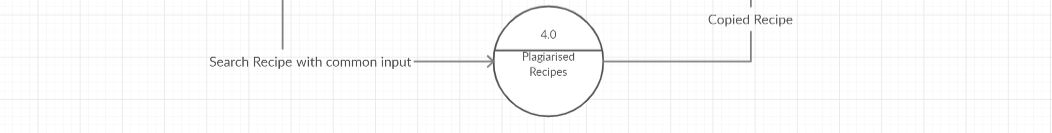 Copied Recipe
4.0
Search Recipe with common input
Plagiarised
Recipes